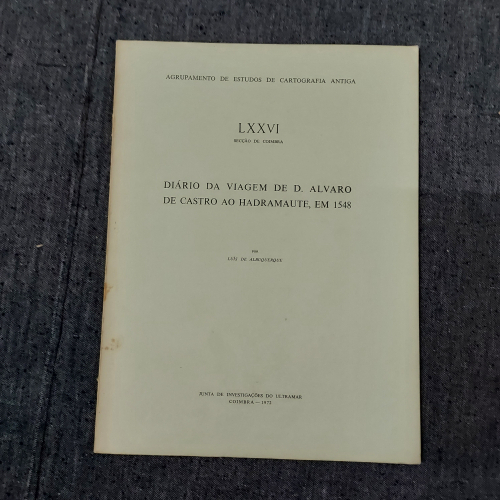 AGRUPAMENTO DE ESTUDOS DE CARTOGRAFIA ANTIGA
LXXVI
SECÇÃO DE COIMBRA
DIÁRIO DA VIAGEM DE D. ALVARO
DE CASTRO AO HADRAMAUTE, EM 1548
POR
LUÍS DE ALBUQUERQUE
JUNTA DE INVESTIGAÇÕES DO ULTRAMAR
COIMBRA — 1972